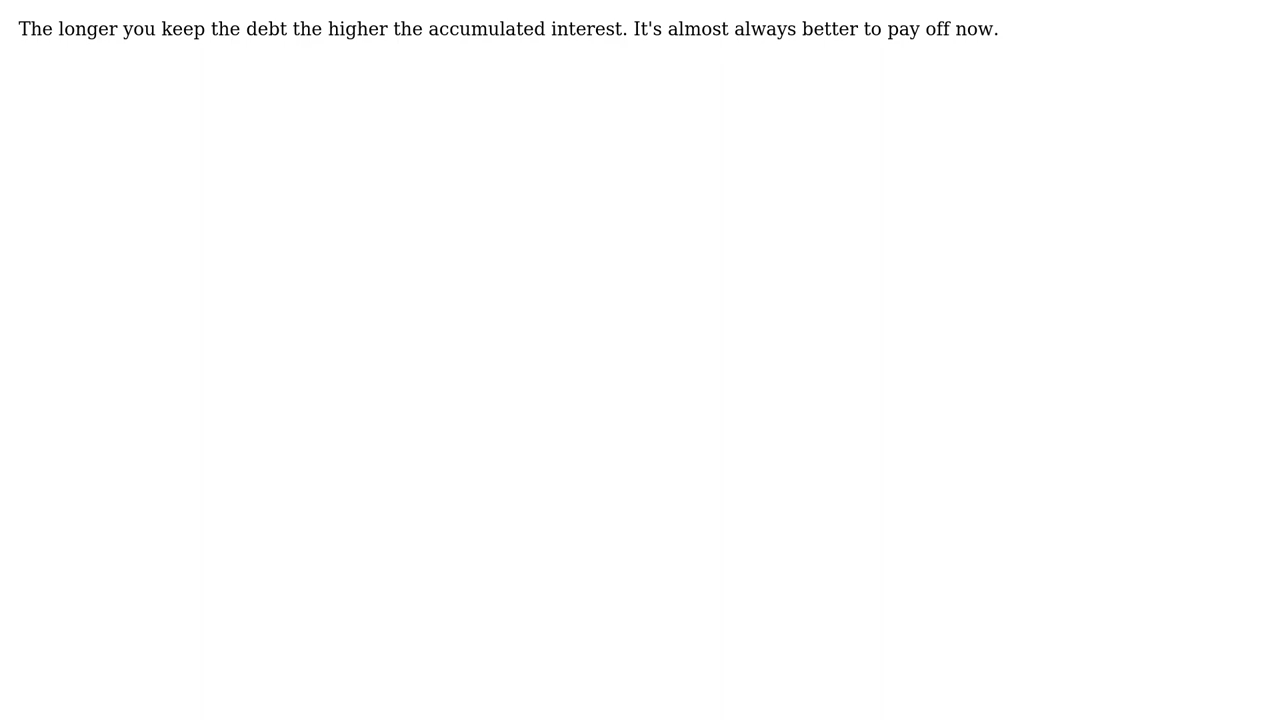 The longer you keep the debt the higher the accumulated interest. It's almost always better to pay off now.